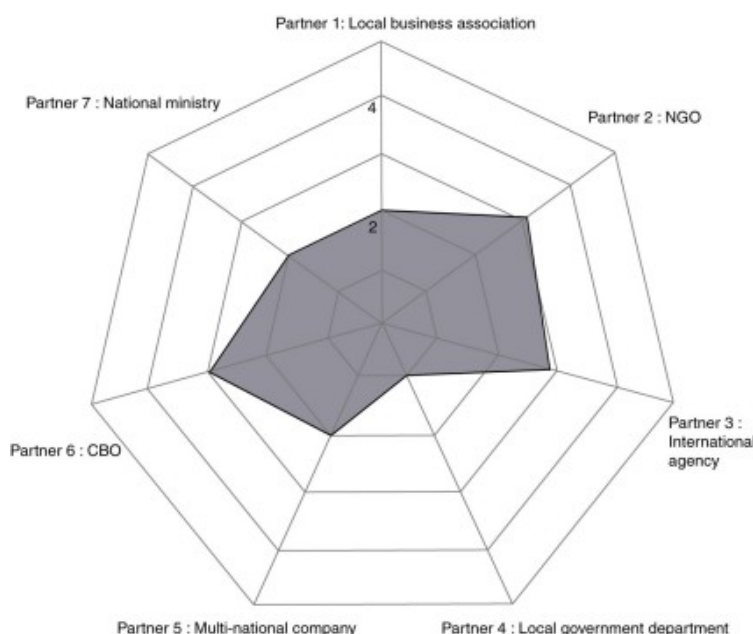 Partner 1: Local business association
Partner 7 : National ministry
4
Partner 2 : NGO
2
Partner 3 :
International
agency
Partner 6 : CBO
Partner 5 : Multi-national company
Partner 4 : Local government department